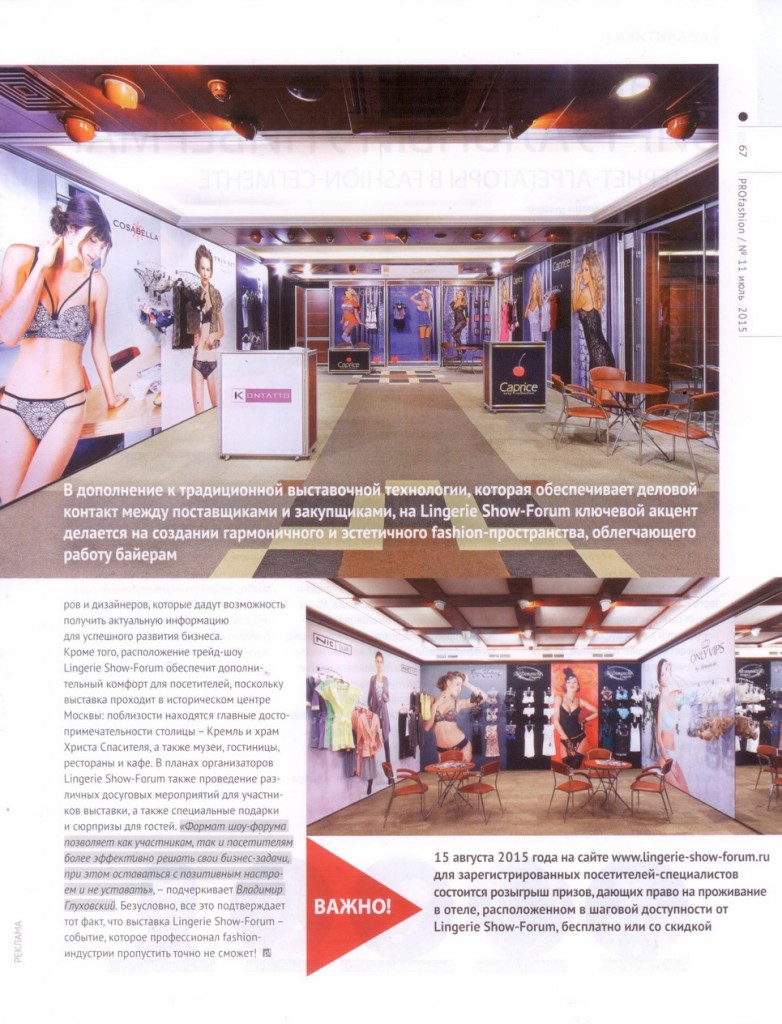 67
PROfashion / № 11 июль 2015
COSABELLA
Caprice
KONTATTO
Caprice
Caprice
В дополнение к традиционной выставочной технологии, которая обеспечивает деловой
контакт между поставщиками и закупщиками, на Lingerie Show-Forum ключевой акцент
делается на создании гармоничного и эстетичного fashion-пространства, облегчающего
работу байерам
ров и дизайнеров, которые дадут возможность
получить актуальную информацию
для успешного развития бизнеса.
Кроме того, расположение трейд-шоу
Lingerie Show-Forum обеспечит дополни-
тельный комфорт для посетителей, поскольку
выставка проходит в историческом центре
Москвы: поблизости находятся главные досто-
примечательности столицы – Кремль и храм
Христа Спасителя, а также музеи, гостиницы,
рестораны и кафе. В планах организаторов
Lingerie Show-Forum также проведение раз-
личных досуговых мероприятий для участни-
ков выставки, а также специальные подарки
и сюрпризы для гостей. «Формат шоу-форума
позволяет как участникам, так и посетителям
более эффективно решать свои бизнес-задачи,
при этом оставаться с позитивным настро-
ем и не уставать», – подчеркивает Владимир
Глуховский. Безусловно, все это подтверждает
тот факт, что выставка Lingerie Show-Forum –
событие, которое профессионал fashion-
индустрии пропустить точно не сможет!
NIC
ONLY VIPS
ВАЖНО!
15 августа 2015 года на сайте www.lingerie-show-forum.ru
для зарегистрированных посетителей-специалистов
состоится розыгрыш призов, дающих право на проживание
в отеле, расположенном в шаговой доступности от
Lingerie Show-Forum, бесплатно или со скидкой
РЕКЛАМА